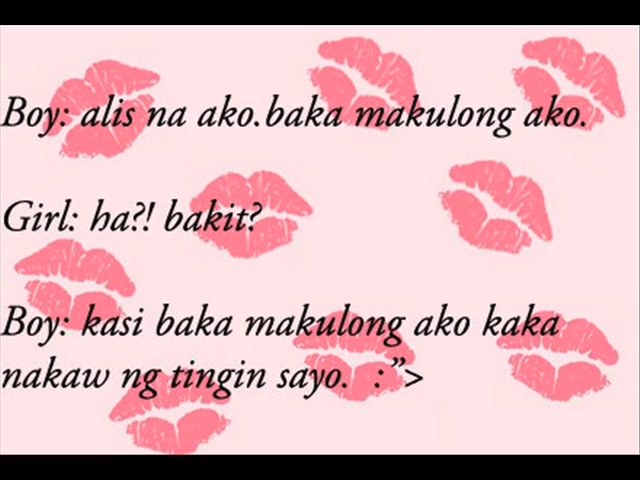 Boy: alis na ako.baka makulong ako.
Girl: ha?! bakit?
Boy: kasi baka makulong ako kaka
nakaw ng tingin sayo.  :”>